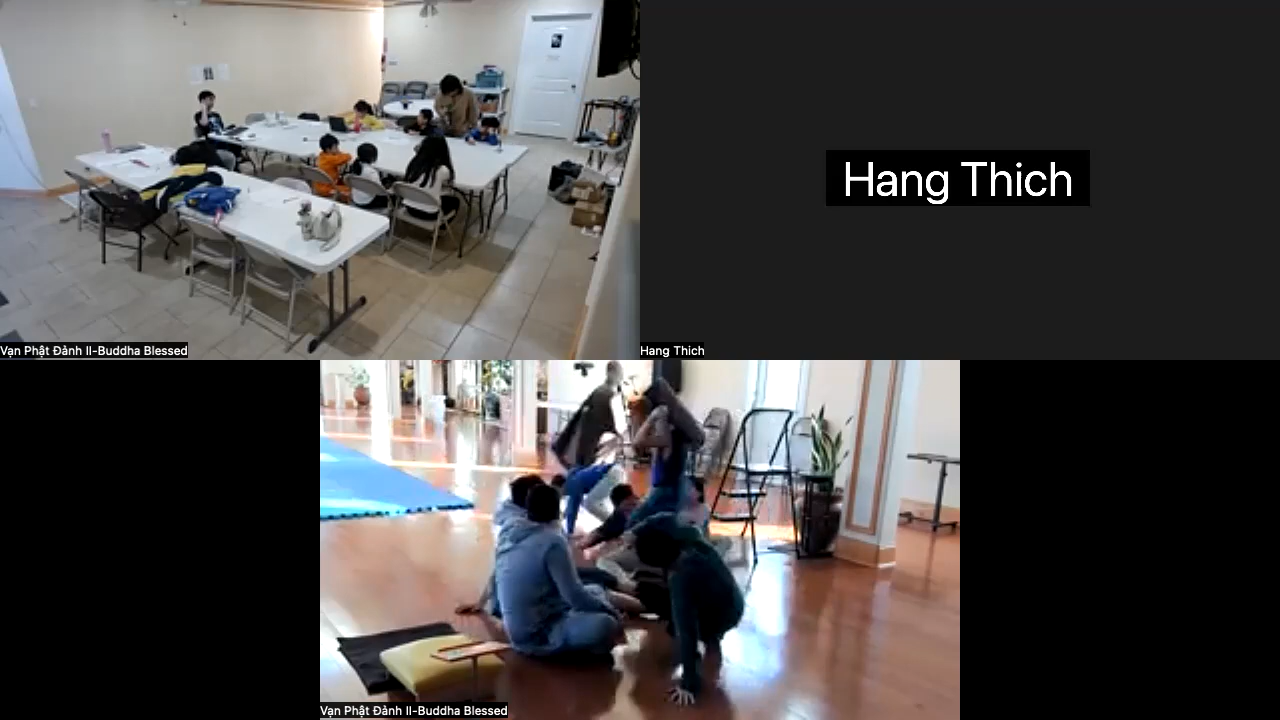 Hang Thich
Vạn Phật Đảnh II-Buddha Blessed
Hang Thich
Vạn Phật Đảnh II-Buddha Blessed